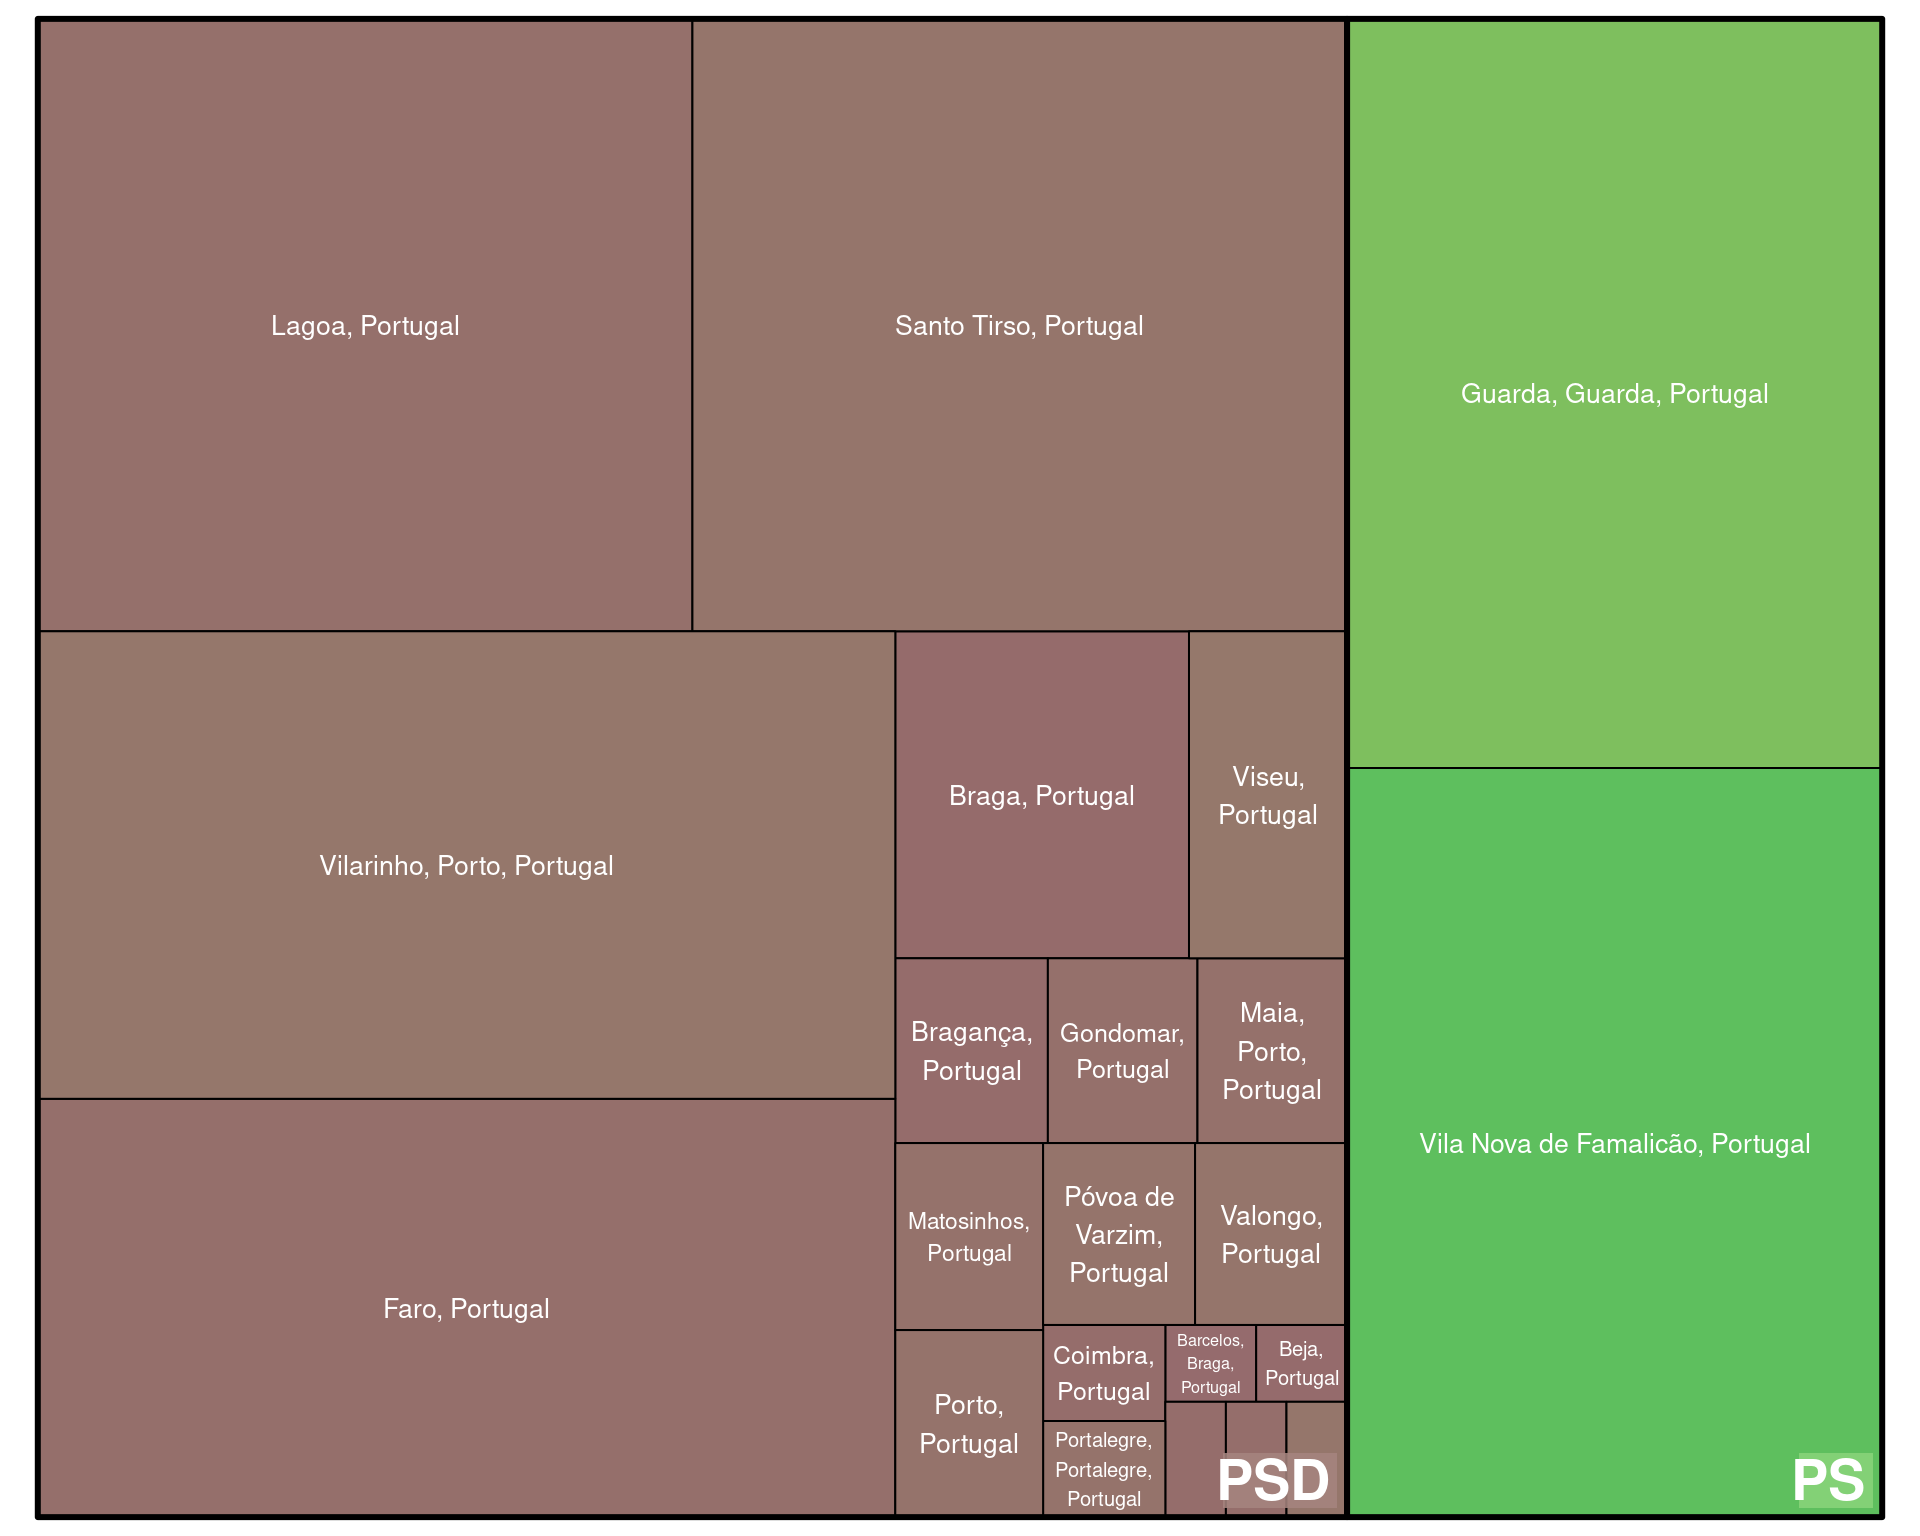 Lagoa, Portugal
Santo Tirso, Portugal
Guarda, Guarda, Portugal
Vilarinho, Porto, Portugal
Braga, Portugal
Viseu,
Portugal
Bragança,
Portugal
Gondomar,
Portugal
Maia,
Porto,
Portugal
Vila Nova de Famalicão, Portugal
Faro, Portugal
Matosinhos,
Portugal
Póvoa de
Varzim,
Portugal
Valongo,
Portugal
Porto,
Portugal
Coimbra,
Portugal
Barcelos,
Braga,
Portugal
Beja,
Portugal
Portalegre,
Portalegre,
Portugal
PSD
PS